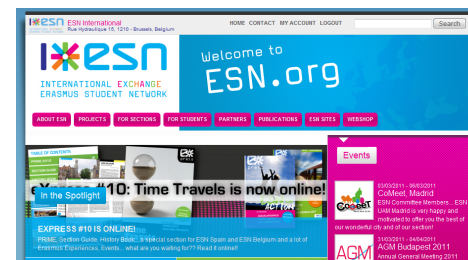 ESN International
Rue Hydraulique 15, 1210 - Brussels, Belgium
HOME CONTACT MY ACCOUNT LOGOUT
Search
esn
INTERNATIONAL EXCHANGE
ERASMUS STUDENT NETWORK
Welcome to
ESN.org
ABOUT ESN PROJECTS FOR SECTIONS FOR STUDENTS PARTNERS PUBLICATIONS ESN SITES WEBSHOP
TABLE OF CONTENTS
eXpress #10: Time Travels is now online!
In the Spotlight
ACTION
EXPRESS #10 IS ONLINE!
PRIME, Section Guide, History Book... a special section for ESN Spain and ESN Belgium and a lot of
Erasmus Experiences, Events... what are you waiting for?? Read it online!!
Events
03/03/2011 - 06/03/2011
CoMeet, Madrid
ESN Committee Members... ESN
UAM Madrid is very happy and
motivated to offer you the best of
our wonderful city and of our section!
COMEET
31/03/2011 - 04/04/2011
AGM Budapest 2011
Annual General Meeting 2011
AGM